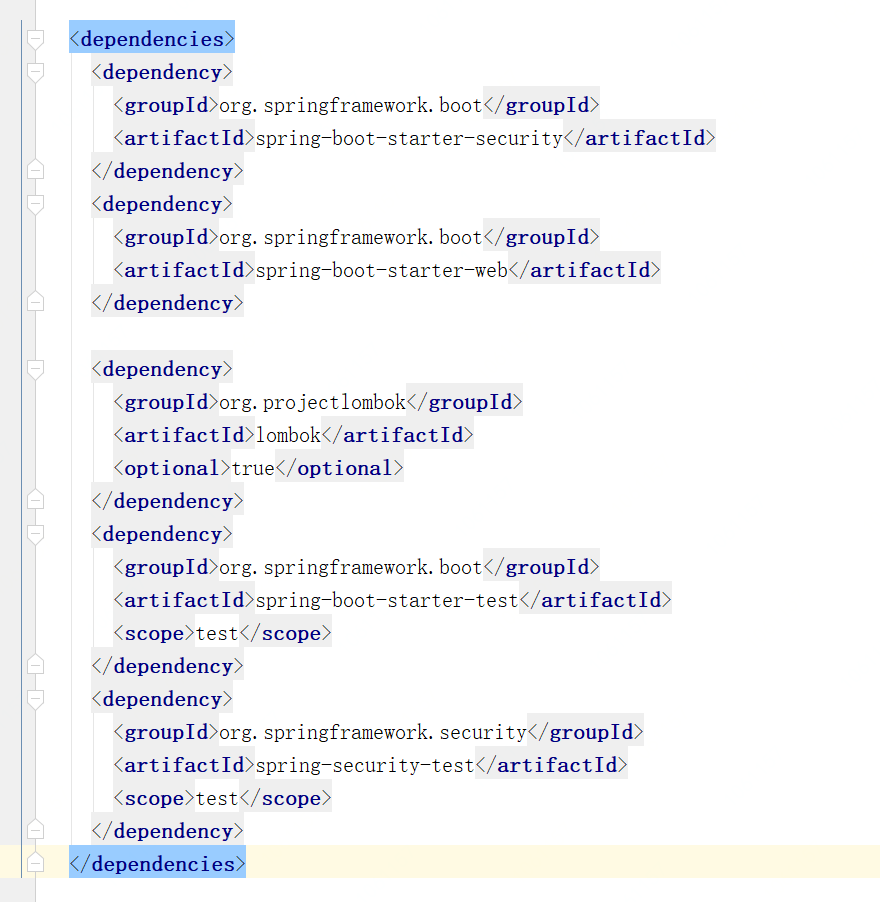 <dependencies>
<dependency>
<groupId>org.springframework.boot</groupId>
<artifactId>spring-boot-starter-security</artifactId>
</dependency>
<dependency>
<groupId>org.springframework.boot</groupId>
<artifactId>spring-boot-starter-web</artifactId>
</dependency>
<dependency>
<groupId>org.projectlombok</groupId>
<artifactId>lombok</artifactId>
<optional>true</optional>
</dependency>
<dependency>
<groupId>org.springframework.boot</groupId>
<artifactId>spring-boot-starter-test</artifactId>
<scope>test</scope>
</dependency>
<dependency>
<groupId>org.springframework.security</groupId>
<artifactId>spring-security-test</artifactId>
<scope>test</scope>
</dependency>
</dependencies>